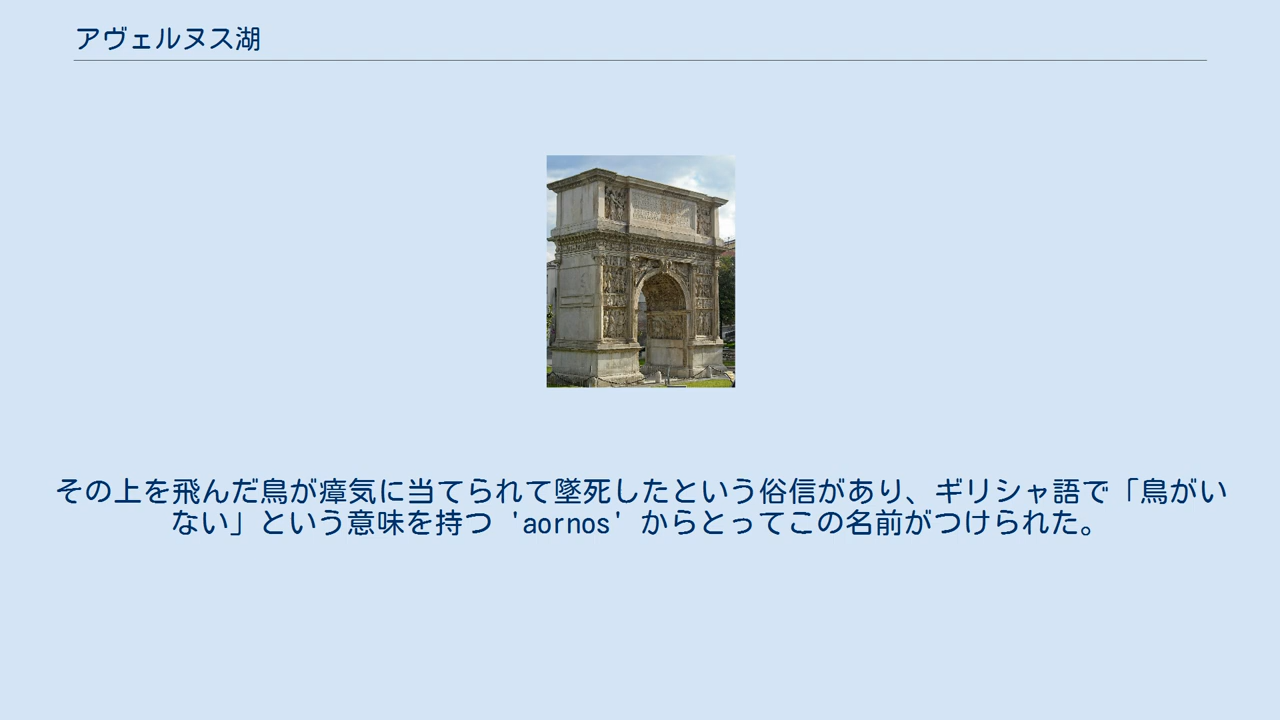 アヴェルヌス湖
その上を飛んだ鳥が瘴気に当てられて墜死したという俗信があり、ギリシャ語で「鳥がい
ない」という意味を持つ 'aornos' からとってこの名前がつけられた。